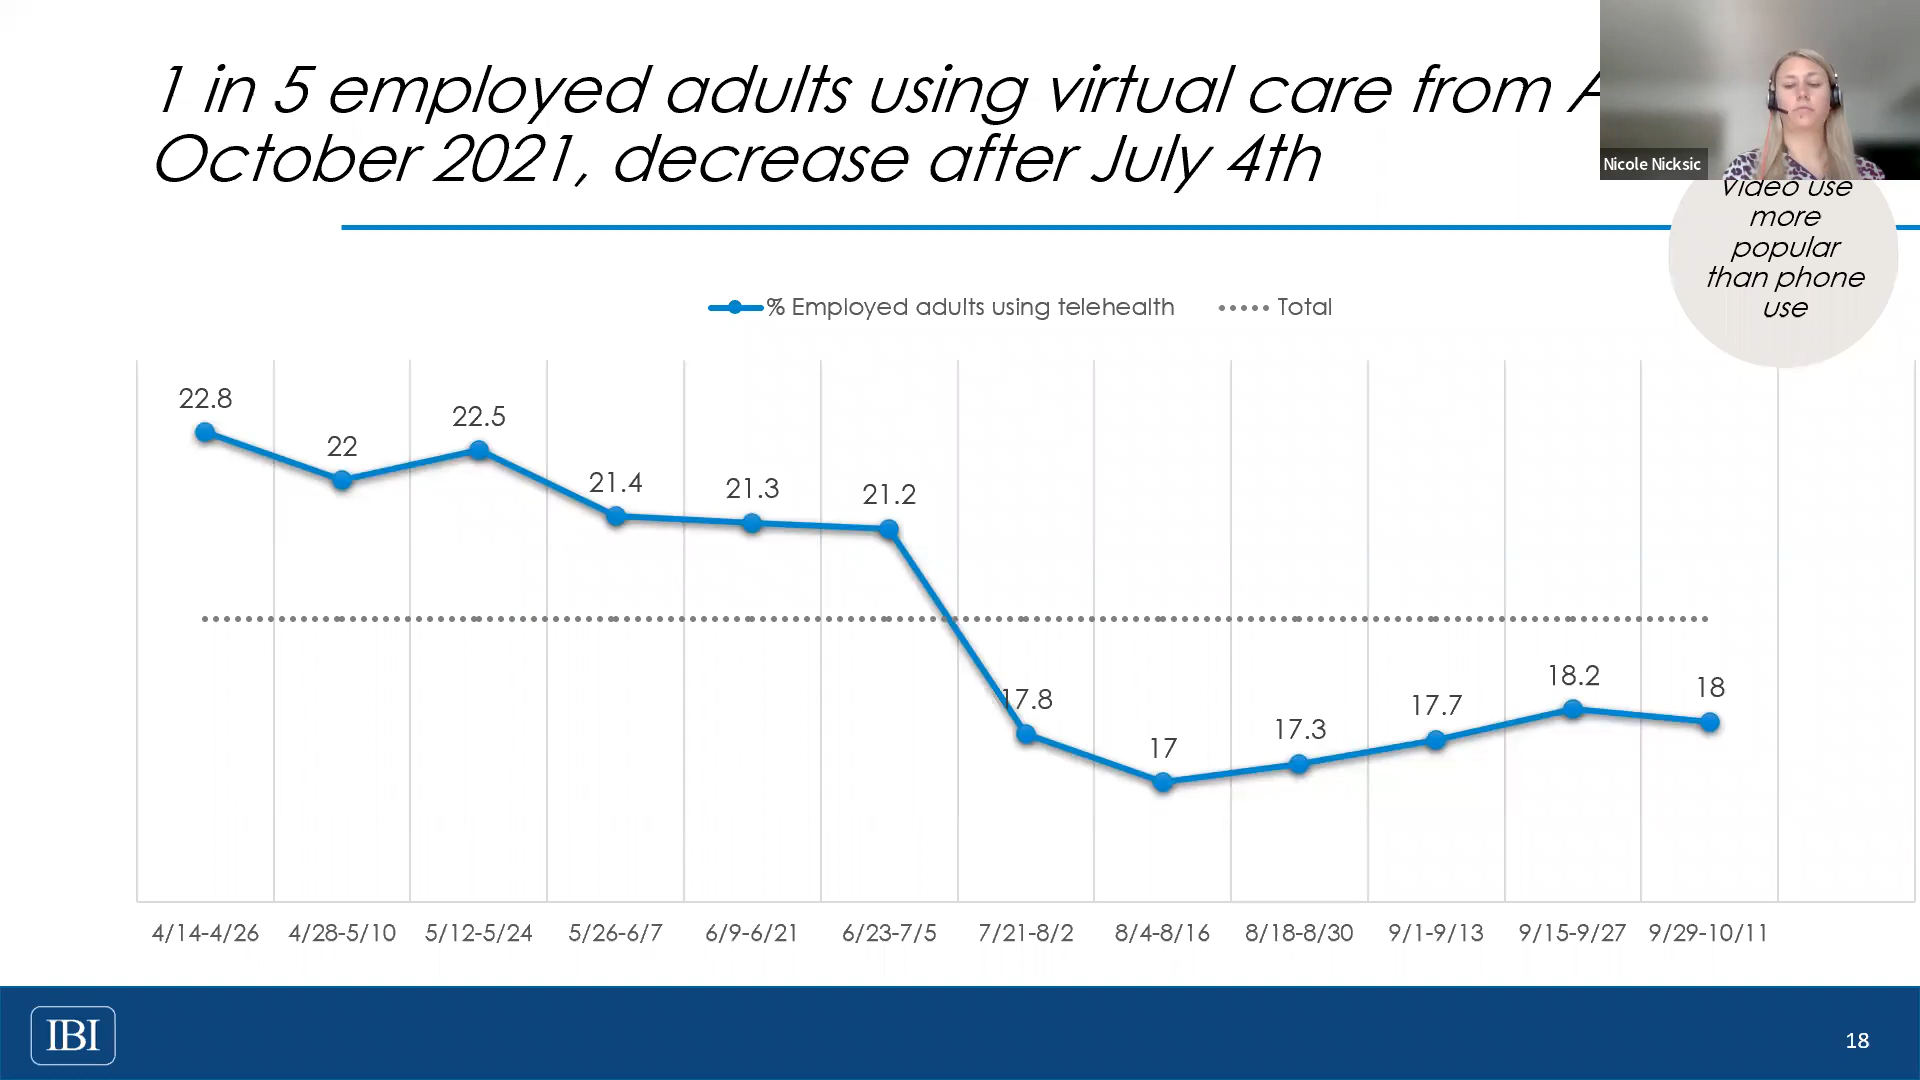 1 in 5 employed adults using virtual care from
October 2021, decrease after July 4th
Nicole Nicksic
Video use
more
popular
than phone
use
% Employed adults using telehealth
Total
22.8
22
22.5
21.4
21.3
21.2
17.8
17
17.3
17.7
18.2
18
4/14-4/26 4/28-5/10 5/12-5/24 5/26-6/7 6/9-6/21 6/23-7/5 7/21-8/2 8/4-8/16 8/18-8/30 9/1-9/13 9/15-9/27 9/29-10/11
IBI
18